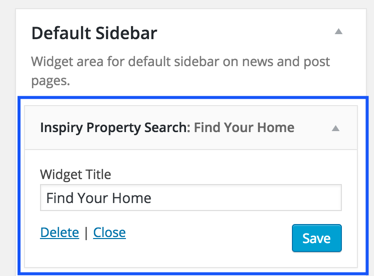 Default Sidebar
Widget area for default sidebar on news and post
pages.
Inspiry Property Search: Find Your Home
Widget Title
Find Your Home
Delete | Close
Save